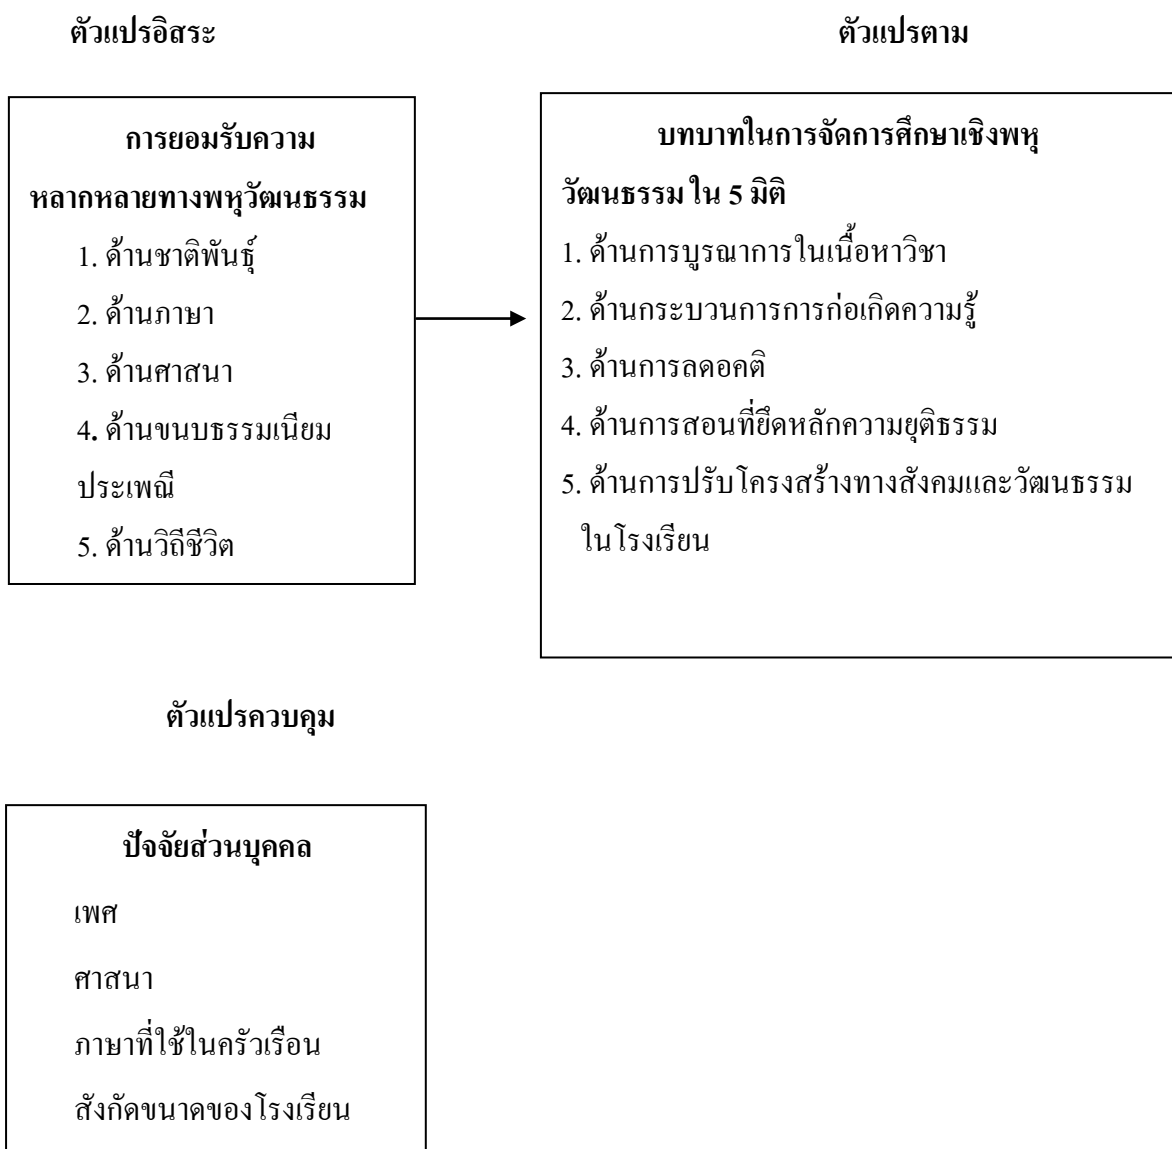 ตัวแปรอิสระ
ตัวแปรตาม
การยอมรับความ
หลากหลายทางพหุวัฒนธรรม
1. ด้านชาติพันธุ์
2. ด้านภาษา
3. ด้านศาสนา
4. ด้านขนบธรรมเนียม
ประเพณี
5. ด้านวิถีชีวิต
บทบาทในการจัดการศึกษาเชิงพหุ
วัฒนธรรม ใน 5 มิติ
1. ด้านการบูรณาการในเนื้อหาวิชา
2. ด้านกระบวนการการก่อเกิดความรู้
3. ด้านการลดอคติ
4. ด้านการสอนที่ยึดหลักความยุติธรรม
5. ด้านการปรับโครงสร้างทางสังคมและวัฒนธรรม
ในโรงเรียน
ตัวแปรควบคุม
ปัจจัยส่วนบุคคล
เพศ
ศาสนา
ภาษาที่ใช้ในครัวเรือน
สังกัดขนาดของโรงเรียน